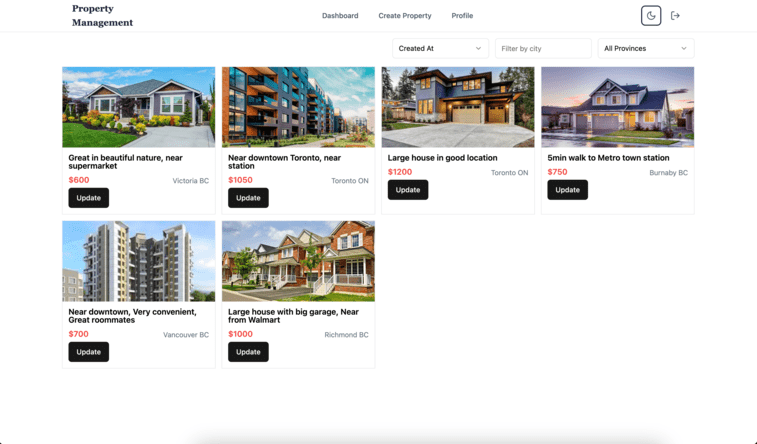 Property
Management
Dashboard
Create Property
Profile
Created At
Filter by city
All Provinces
Great in beautiful nature, near
supermarket
$600
Victoria BC
Update
Near downtown Toronto, near
station
$1050
Toronto ON
Update
Large house in good location
$1200
Toronto ON
Update
5min walk to Metro town station
$750
Burnaby BC
Update
Near downtown, Very convenient,
Great roommates
$700
Vancouver BC
Update
Large house with big garage, Near
from Walmart
$1000
Richmond BC
Update